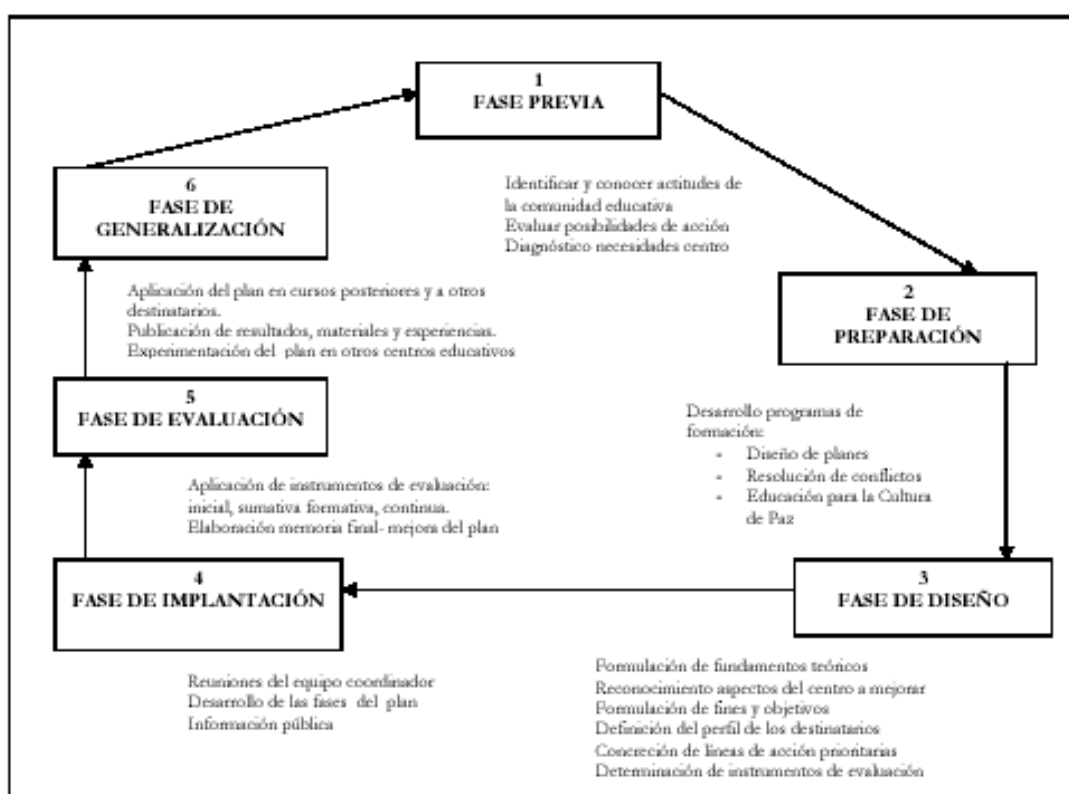 1
FASE PREVIA
Identificar y conocer actitudes de
la comunidad educativa
Evaluar posibilidades de acción
Diagnóstico necesidades centro
2
FASE DE
PREPARACIÓN
Desarrollo programas de
formación:
- Diseño de planes
- Resolución de conflictos
- Educación para la Cultura
de Paz
3
FASE DE DISEÑO
Formulación de fundamentos teóricos
Reconocimiento aspectos del centro a mejorar
Formulación de fines y objetivos
Definición del perfil de los destinatarios
Concreción de líneas de acción prioritarias
Determinación de instrumentos de evaluación
4
FASE DE IMPLANTACIÓN
Reuniones del equipo coordinador
Desarrollo de las fases del plan
Información pública
5
FASE DE EVALUACIÓN
Aplicación de instrumentos de evaluación:
inicial, sumativa formativa, continua.
Elaboración memoria final- mejora del plan
6
FASE DE
GENERALIZACIÓN
Aplicación del plan en cursos posteriores y a otros
destinatarios.
Publicación de resultados, materiales y experiencias.
Experimentación del plan en otros centros educativos